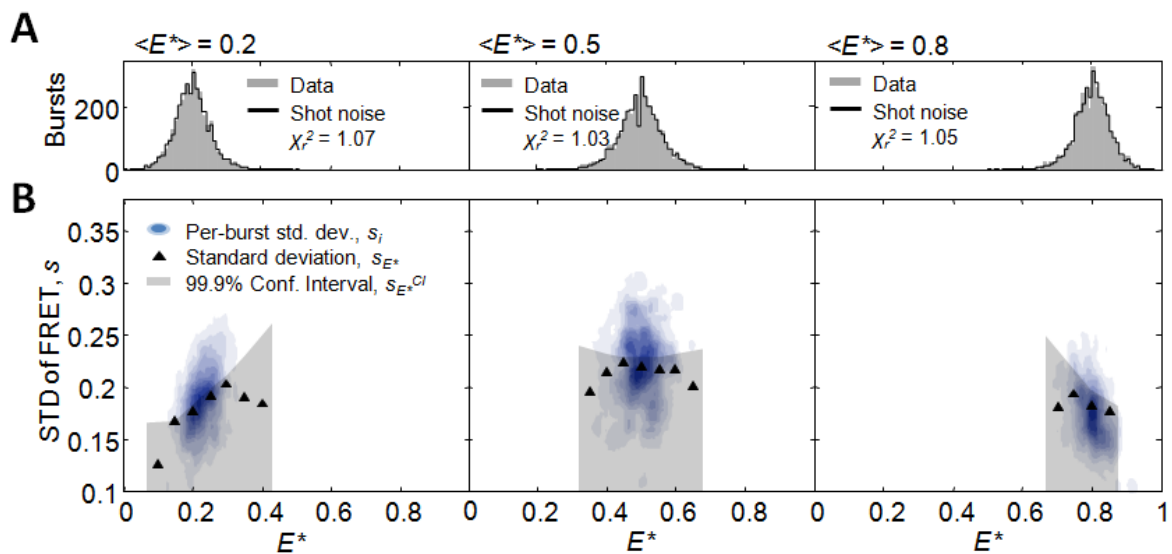 A
<E*> = 0.2
<E*> = 0.5
<E*> = 0.8
Bursts
200
0
Data
Shot noise
χr² = 1.07
Data
Shot noise
χr² = 1.03
Data
Shot noise
χr² = 1.05
B
STD of FRET, s
0.35
0.3
0.25
0.2
0.15
0.1
Per-burst std. dev., si
Standard deviation, sE*
99.9% Conf. Interval, sE*CI
0 0.2 0.4 0.6 0.8 0 0.2 0.4 0.6 0.8 0 0.2 0.4 0.6 0.8 1
E* E* E*